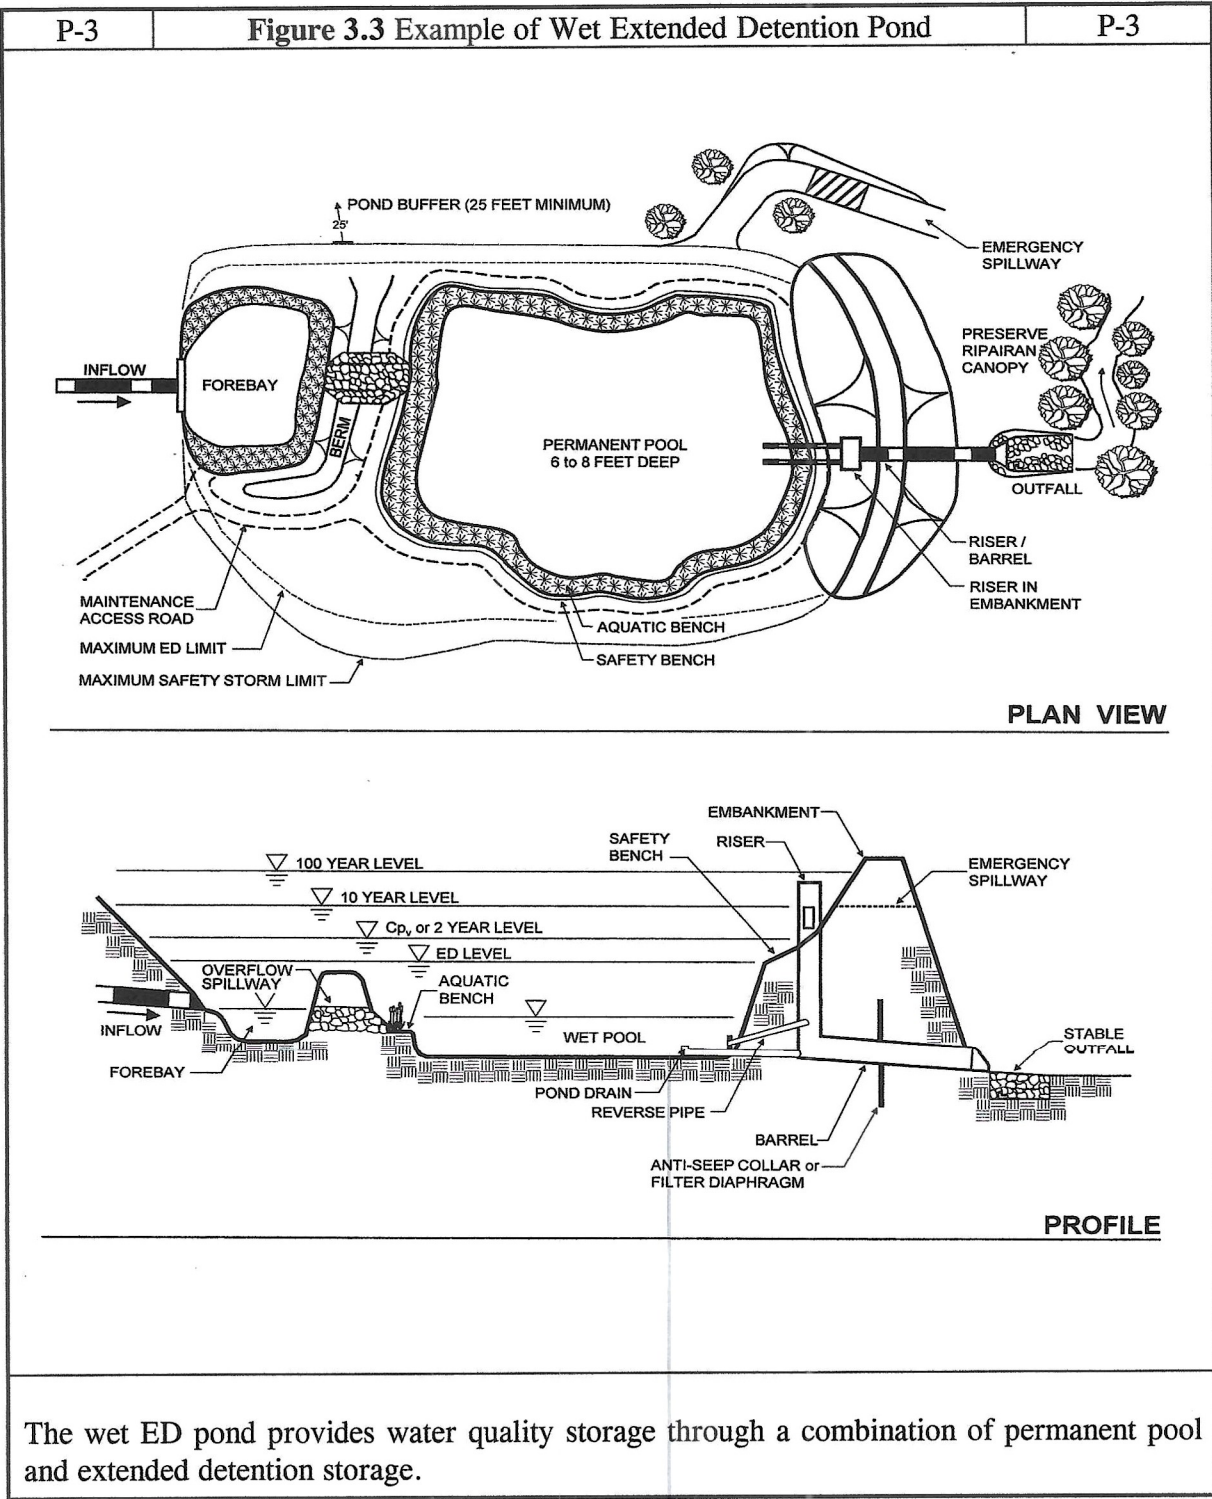 P-3
Figure 3.3 Example of Wet Extended Detention Pond
P-3
POND BUFFER (25 FEET MINIMUM)
25'
EMERGENCY
SPILLWAY
PRESERVE
RIPAIRAN
CANOPY
INFLOW
FOREBAY
BERM
PERMANENT POOL
6 to 8 FEET DEEP
OUTFALL
RISER /
BARREL
RISER IN
EMBANKMENT
MAINTENANCE
ACCESS ROAD
MAXIMUM ED LIMIT
MAXIMUM SAFETY STORM LIMIT
AQUATIC BENCH
SAFETY BENCH
PLAN VIEW
EMBANKMENT
SAFETY
BENCH
RISER
100 YEAR LEVEL
EMERGENCY
SPILLWAY
10 YEAR LEVEL
Cpv or 2 YEAR LEVEL
ED LEVEL
OVERFLOW
SPILLWAY
AQUATIC
BENCH
INFLOW
WET POOL
STABLE
OUTFALL
FOREBAY
POND DRAIN
REVERSE PIPE
BARREL
ANTI-SEEP COLLAR or
FILTER DIAPHRAGM
PROFILE
The wet ED pond provides water quality storage through a combination of permanent pool
and extended detention storage.